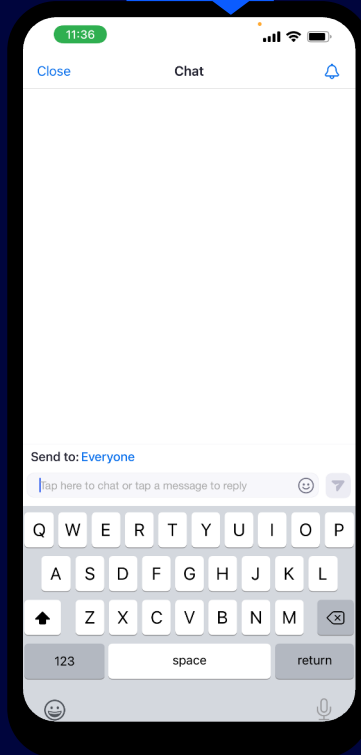 11:36
Close Chat
Send to: Everyone
Tap here to chat or tap a message to reply
Q W E R T Y U I O P
A S D F G H J K L
Z X C V B N M
123 space return